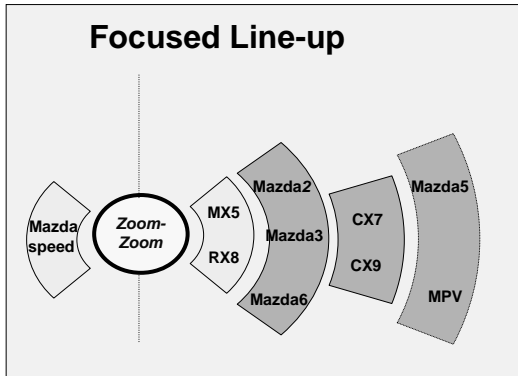 Focused Line-up
Mazda
speed
Zoom-
Zoom
MX5
RX8
Mazda2
Mazda3
Mazda6
CX7
CX9
Mazda5
MPV